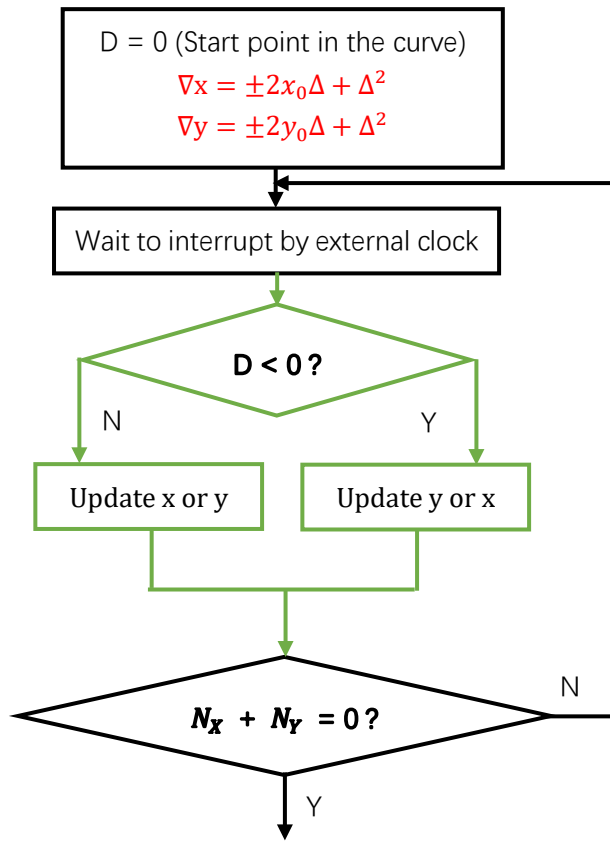 D = 0 (Start point in the curve)
∇x = ±2x₀Δ + Δ²
∇y = ±2y₀Δ + Δ²
Wait to interrupt by external clock
D < 0 ?
N
Y
Update x or y
Update y or x
N
N_X + N_Y = 0 ?
Y